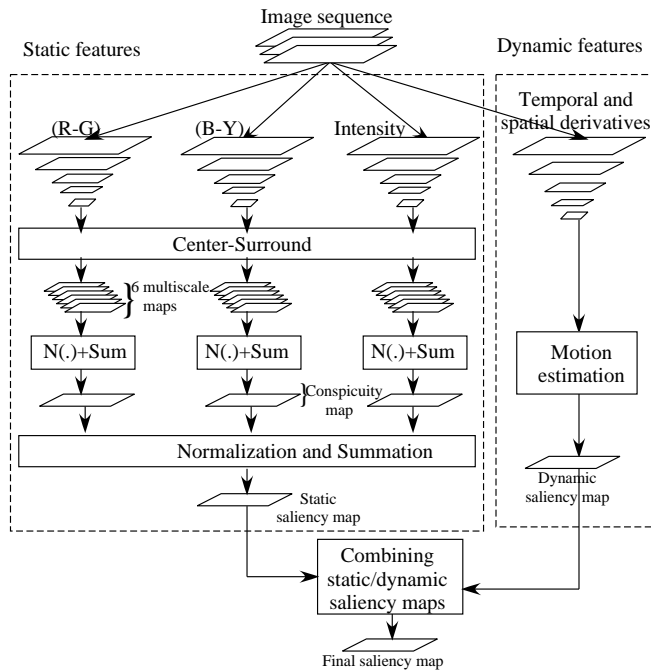 Image sequence
Static features
Dynamic features
(R-G)
(B-Y)
Intensity
Temporal and
spatial derivatives
Center-Surround
6 multiscale
maps
N(.)+Sum
N(.)+Sum
N(.)+Sum
Motion
estimation
Conspicuity
map
Normalization and Summation
Static
saliency map
Dynamic
saliency map
Combining
static/dynamic
saliency maps
Final saliency map